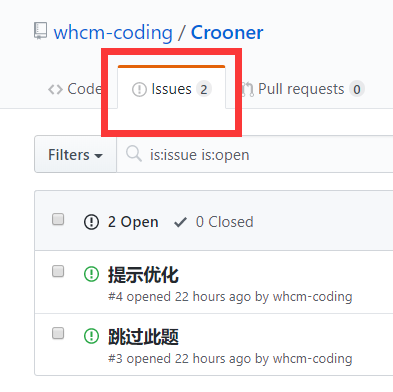 whcm-coding / Crooner
Code Issues 2 Pull requests 0
Filters is:issue is:open
2 Open 0 Closed
提示优化
#4 opened 22 hours ago by whcm-coding
跳过此题
#3 opened 22 hours ago by whcm-coding